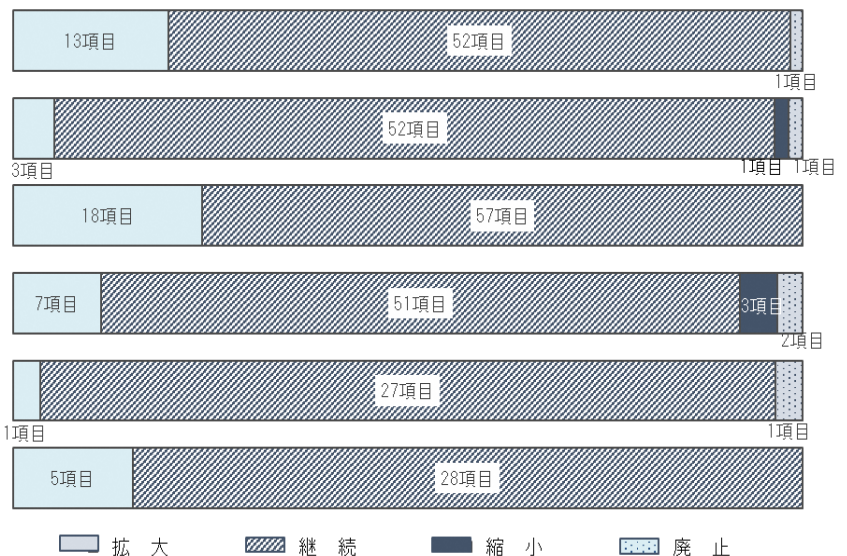 13項目 52項目
1項目
52項目
3項目 1項目 1項目
18項目 57項目
7項目 51項目 3項目
2項目
27項目
1項目 1項目
5項目 28項目
拡 大 継 続 縮 小 廃 止